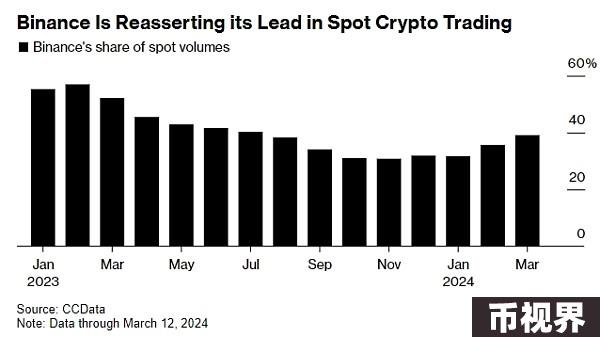 Binance Is Reasserting its Lead in Spot Crypto Trading
Binance's share of spot volumes
60%
40
20
0
Jan Mar May Jul Sep Nov Jan Mar
2023 2024
Source: CCData
Note: Data through March 12, 2024
币视界